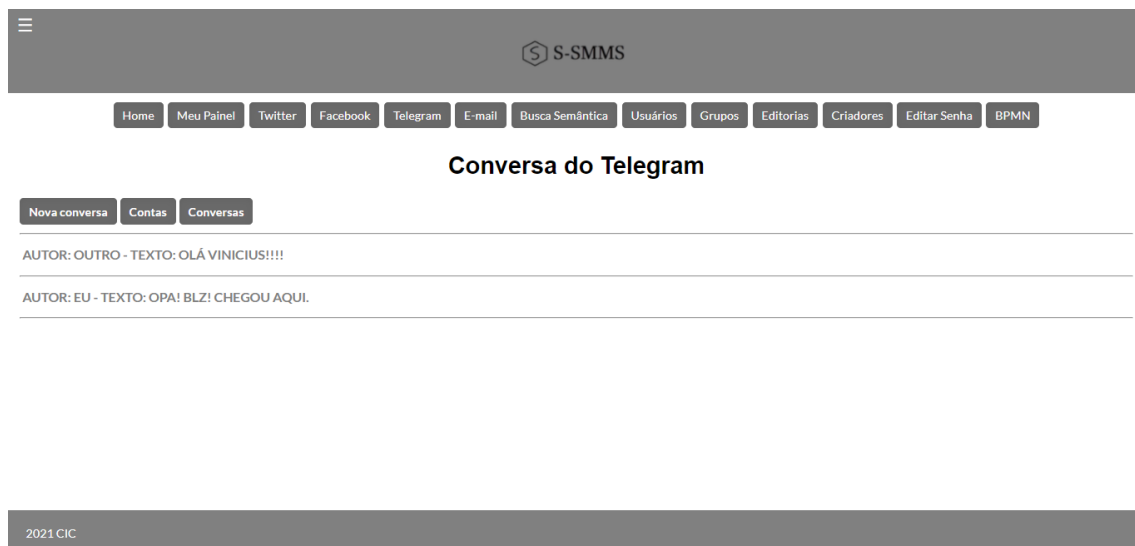 ☰
S-SMMS
Home Meu Painel Twitter Facebook Telegram E-mail Busca Semântica Usuários Grupos Editorias Criadores Editar Senha BPMN
Conversa do Telegram
Nova conversa Contas Conversas
AUTOR: OUTRO - TEXTO: OLÁ VINICIUS!!!!
AUTOR: EU - TEXTO: OPA! BLZ! CHEGOU AQUI.
2021 CIC